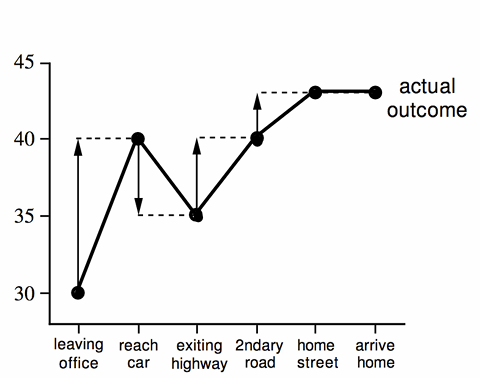 45
40
35
30
actual
outcome
leaving
office
reach
car
exiting
highway
2ndary
road
home
street
arrive
home